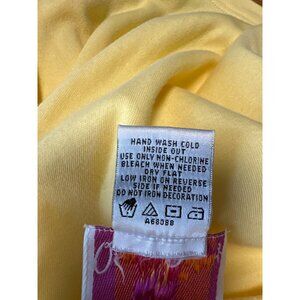 HAND WASH COLD
INSIDE OUT
USE ONLY NON-CHLORINE
BLEACH WHEN NEEDED
DRY FLAT
LOW IRON ON REVERSE
SIDE IF NEEDED
DO NOT IRON DECORATION
A68088